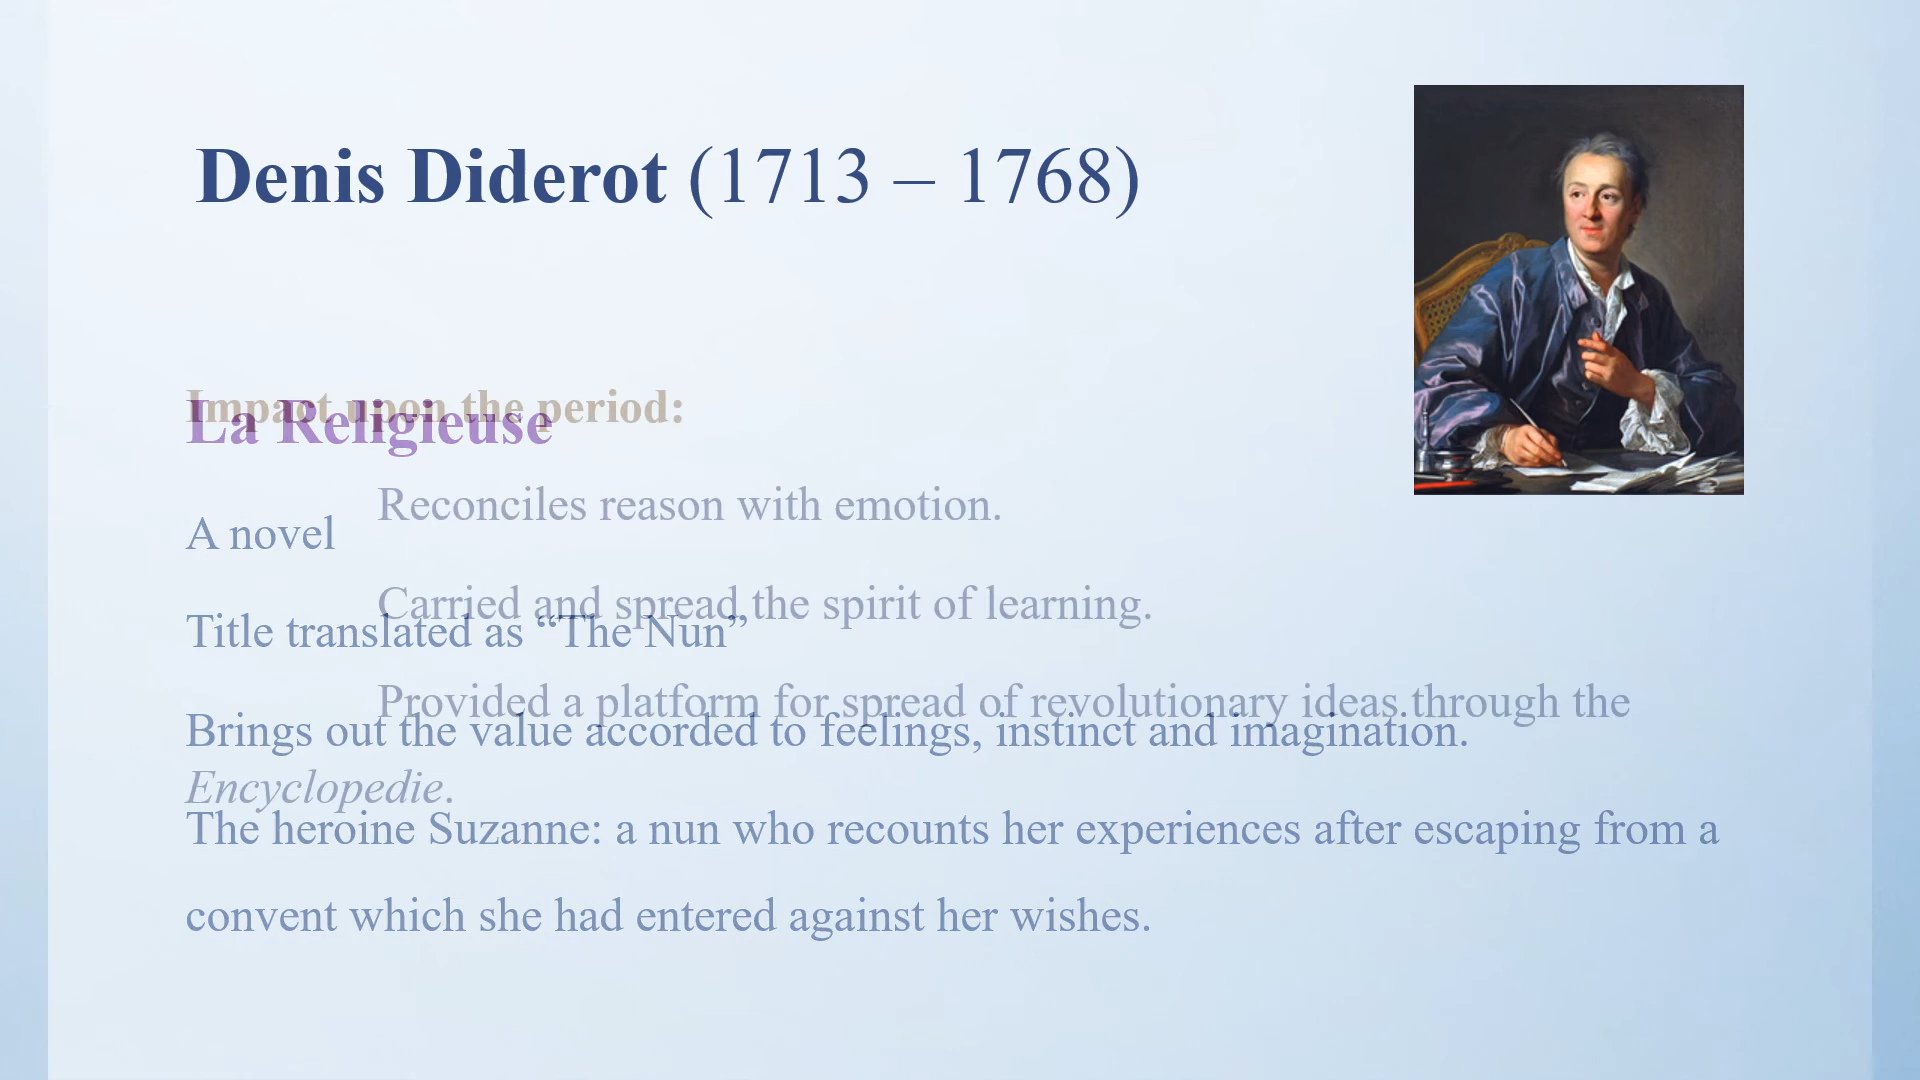 Denis Diderot (1713 – 1768)
Impact upon the period:
La Religieuse
Reconciles reason with emotion.
A novel
Carried and spread the spirit of learning.
Title translated as “The Nun”
Provided a platform for spread of revolutionary ideas through the
Brings out the value accorded to feelings, instinct and imagination.
Encyclopedie.
The heroine Suzanne: a nun who recounts her experiences after escaping from a
convent which she had entered against her wishes.